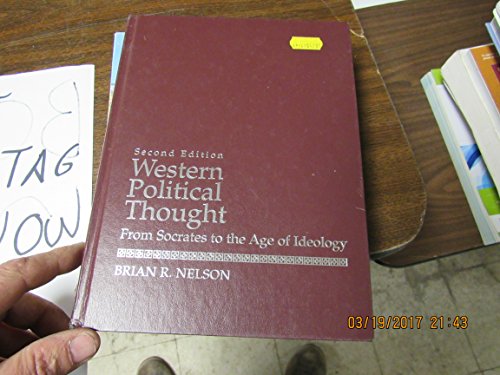 Second Edition
Western
Political
Thought
From Socrates to the Age of Ideology
BRIAN R. NELSON
TAG
NOW
03/19/2017 21:43